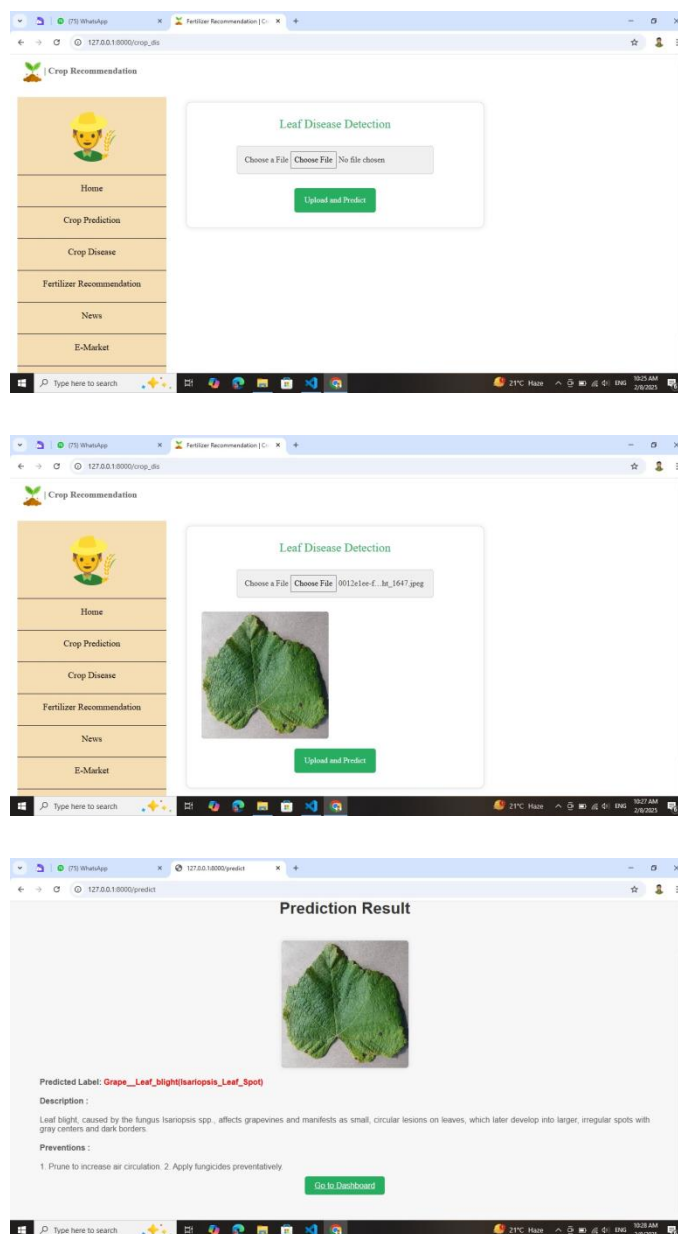 (75) WhatsApp
Fertilizer Recommendation | C
127.0.0.1:8000/crop_dis
| Crop Recommendation
Leaf Disease Detection
Choose a File Choose File No file chosen
Upload and Predict
Home
Crop Prediction
Crop Disease
Fertilizer Recommendation
News
E-Market
Type here to search
21°C Haze
ENG
10:25 AM
2/8/2025
(75) WhatsApp
Fertilizer Recommendation | C
127.0.0.1:8000/crop_dis
| Crop Recommendation
Leaf Disease Detection
Choose a File Choose File 0012e1ee-f...ht_1647.jpeg
Upload and Predict
Home
Crop Prediction
Crop Disease
Fertilizer Recommendation
News
E-Market
Type here to search
21°C Haze
ENG
10:27 AM
2/8/2025
(75) WhatsApp
127.0.0.1:8000/predict
127.0.0.1:8000/predict
Prediction Result
Predicted Label: Grape__Leaf_blight(Isariopsis_Leaf_Spot)
Description :
Leaf blight, caused by the fungus Isariopsis spp., affects grapevines and manifests as small, circular lesions on leaves, which later develop into larger, irregular spots with
gray centers and dark borders.
Preventions :
1. Prune to increase air circulation. 2. Apply fungicides preventatively.
Go to Dashboard
Type here to search
21°C Haze
ENG
10:28 AM